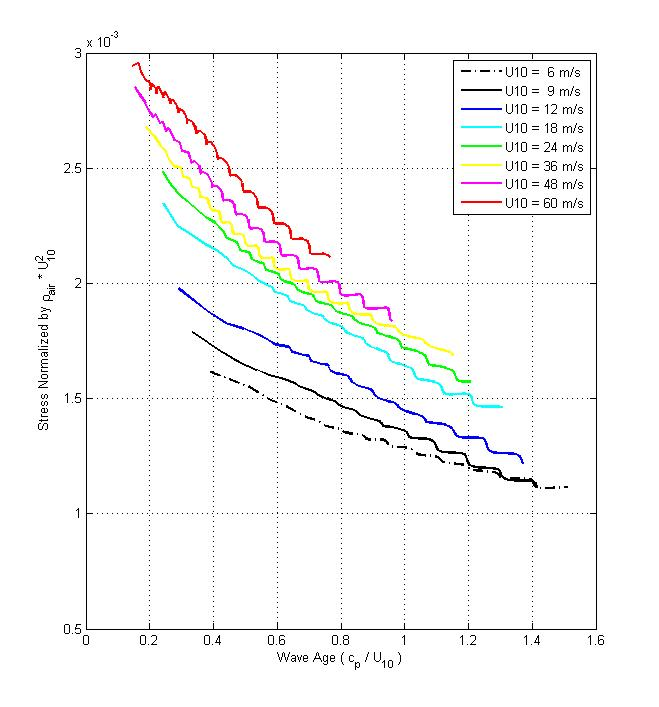 x 10⁻³
3
2.5
2
1.5
1
0.5
0
0.2
0.4
0.6
0.8
1
1.2
1.4
1.6
Stress Normalized by ρair * U²10
Wave Age ( cp / U10 )
U10 = 6 m/s
U10 = 9 m/s
U10 = 12 m/s
U10 = 18 m/s
U10 = 24 m/s
U10 = 36 m/s
U10 = 48 m/s
U10 = 60 m/s